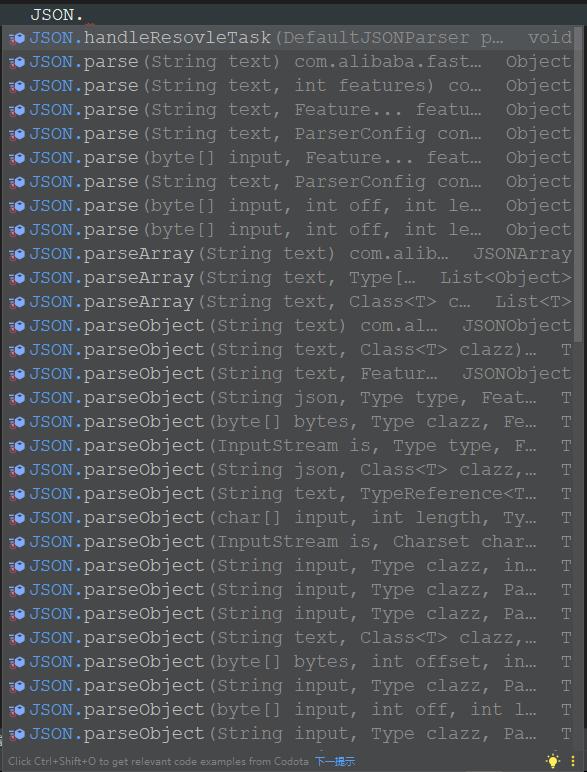 JSON.
JSON.handleResovleTask(DefaultJSONParser p… void
JSON.parse(String text) com.alibaba.fast… Object
JSON.parse(String text, int features) co… Object
JSON.parse(String text, Feature... featu… Object
JSON.parse(String text, ParserConfig con… Object
JSON.parse(byte[] input, Feature... feat… Object
JSON.parse(String text, ParserConfig con… Object
JSON.parse(byte[] input, int off, int le… Object
JSON.parse(byte[] input, int off, int le… Object
JSON.parseArray(String text) com.alib… JSONArray
JSON.parseArray(String text, Type[… List<Object>
JSON.parseArray(String text, Class<T> c… List<T>
JSON.parseObject(String text) com.al… JSONObject
JSON.parseObject(String text, Class<T> clazz)… T
JSON.parseObject(String text, Featur… JSONObject
JSON.parseObject(String json, Type type, Feat… T
JSON.parseObject(byte[] bytes, Type clazz, Fe… T
JSON.parseObject(InputStream is, Type type, F… T
JSON.parseObject(String json, Class<T> clazz,… T
JSON.parseObject(String text, TypeReference<T… T
JSON.parseObject(char[] input, int length, Ty… T
JSON.parseObject(InputStream is, Charset char… T
JSON.parseObject(String input, Type clazz, in… T
JSON.parseObject(String input, Type clazz, Pa… T
JSON.parseObject(String input, Type clazz, Pa… T
JSON.parseObject(String text, Class<T> clazz,… T
JSON.parseObject(byte[] bytes, int offset, in… T
JSON.parseObject(String input, Type clazz, Pa… T
JSON.parseObject(byte[] input, int off, int l… T
JSON.parseObject(String input, Type clazz, Pa… T
Click Ctrl+Shift+O to get relevant code examples from Codota 下一提示